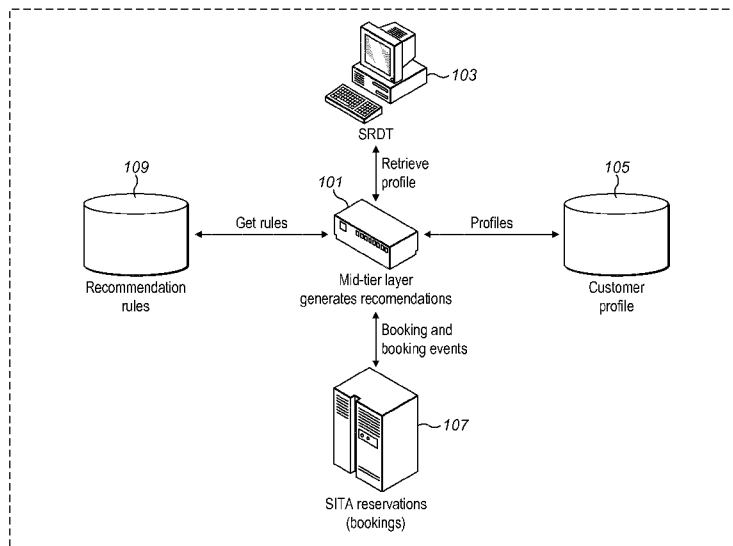 103
SRDT
109
101
Retrieve
profile
105
Get rules
Profiles
Recommendation
rules
Mid-tier layer
generates recomendations
Customer
profile
Booking and
booking events
107
SITA reservations
(bookings)